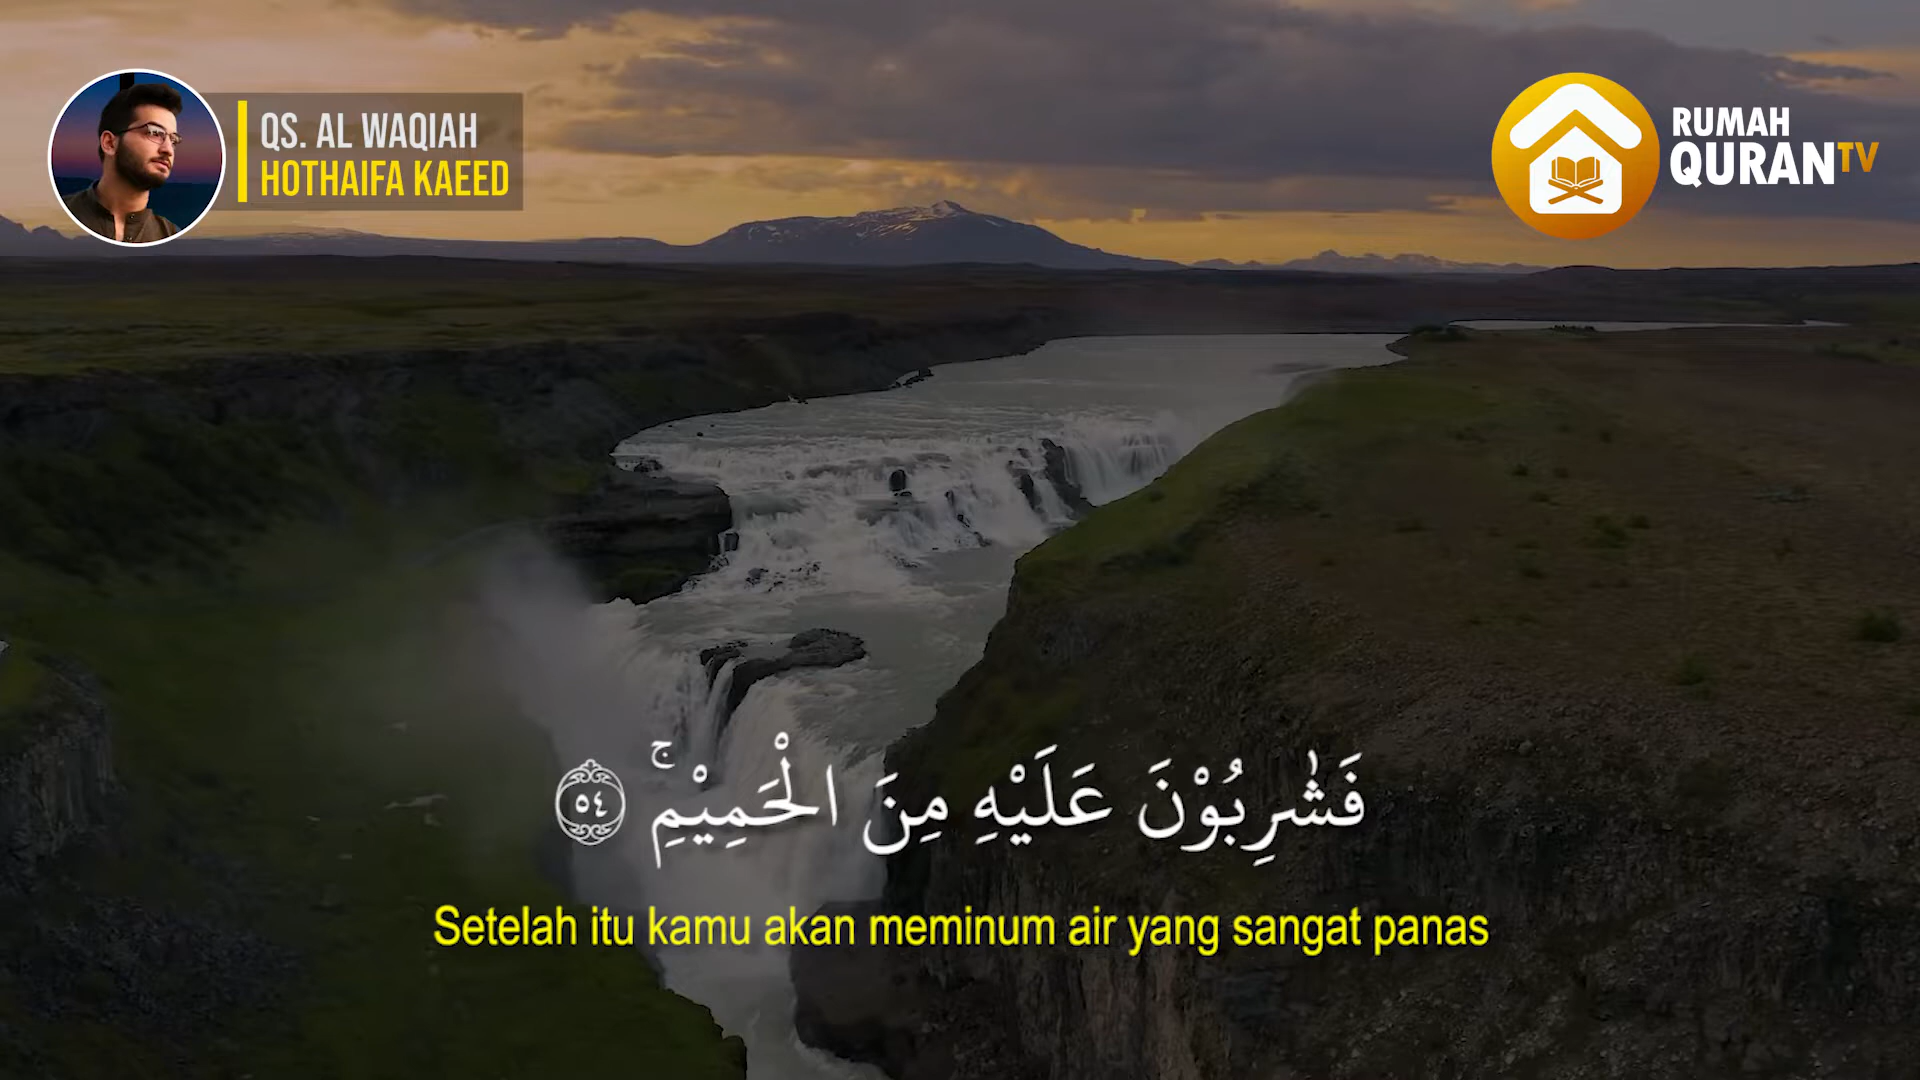 QS. AL WAQIAH
HOTHAIFA KAEED
RUMAH
QURANTV
فَشٰرِبُوْنَ عَلَيْهِ مِنَ الْحَمِيْمِۚ ٥٤
Setelah itu kamu akan meminum air yang sangat panas